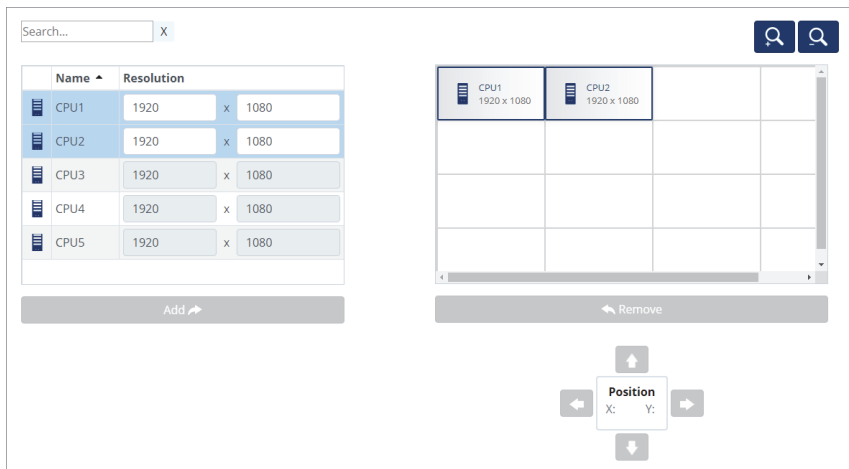 Search...
X
Name Resolution
CPU1 1920 x 1080
CPU2 1920 x 1080
CPU3 1920 x 1080
CPU4 1920 x 1080
CPU5 1920 x 1080
Add
CPU1
1920 x 1080
CPU2
1920 x 1080
Remove
Position
X: Y: